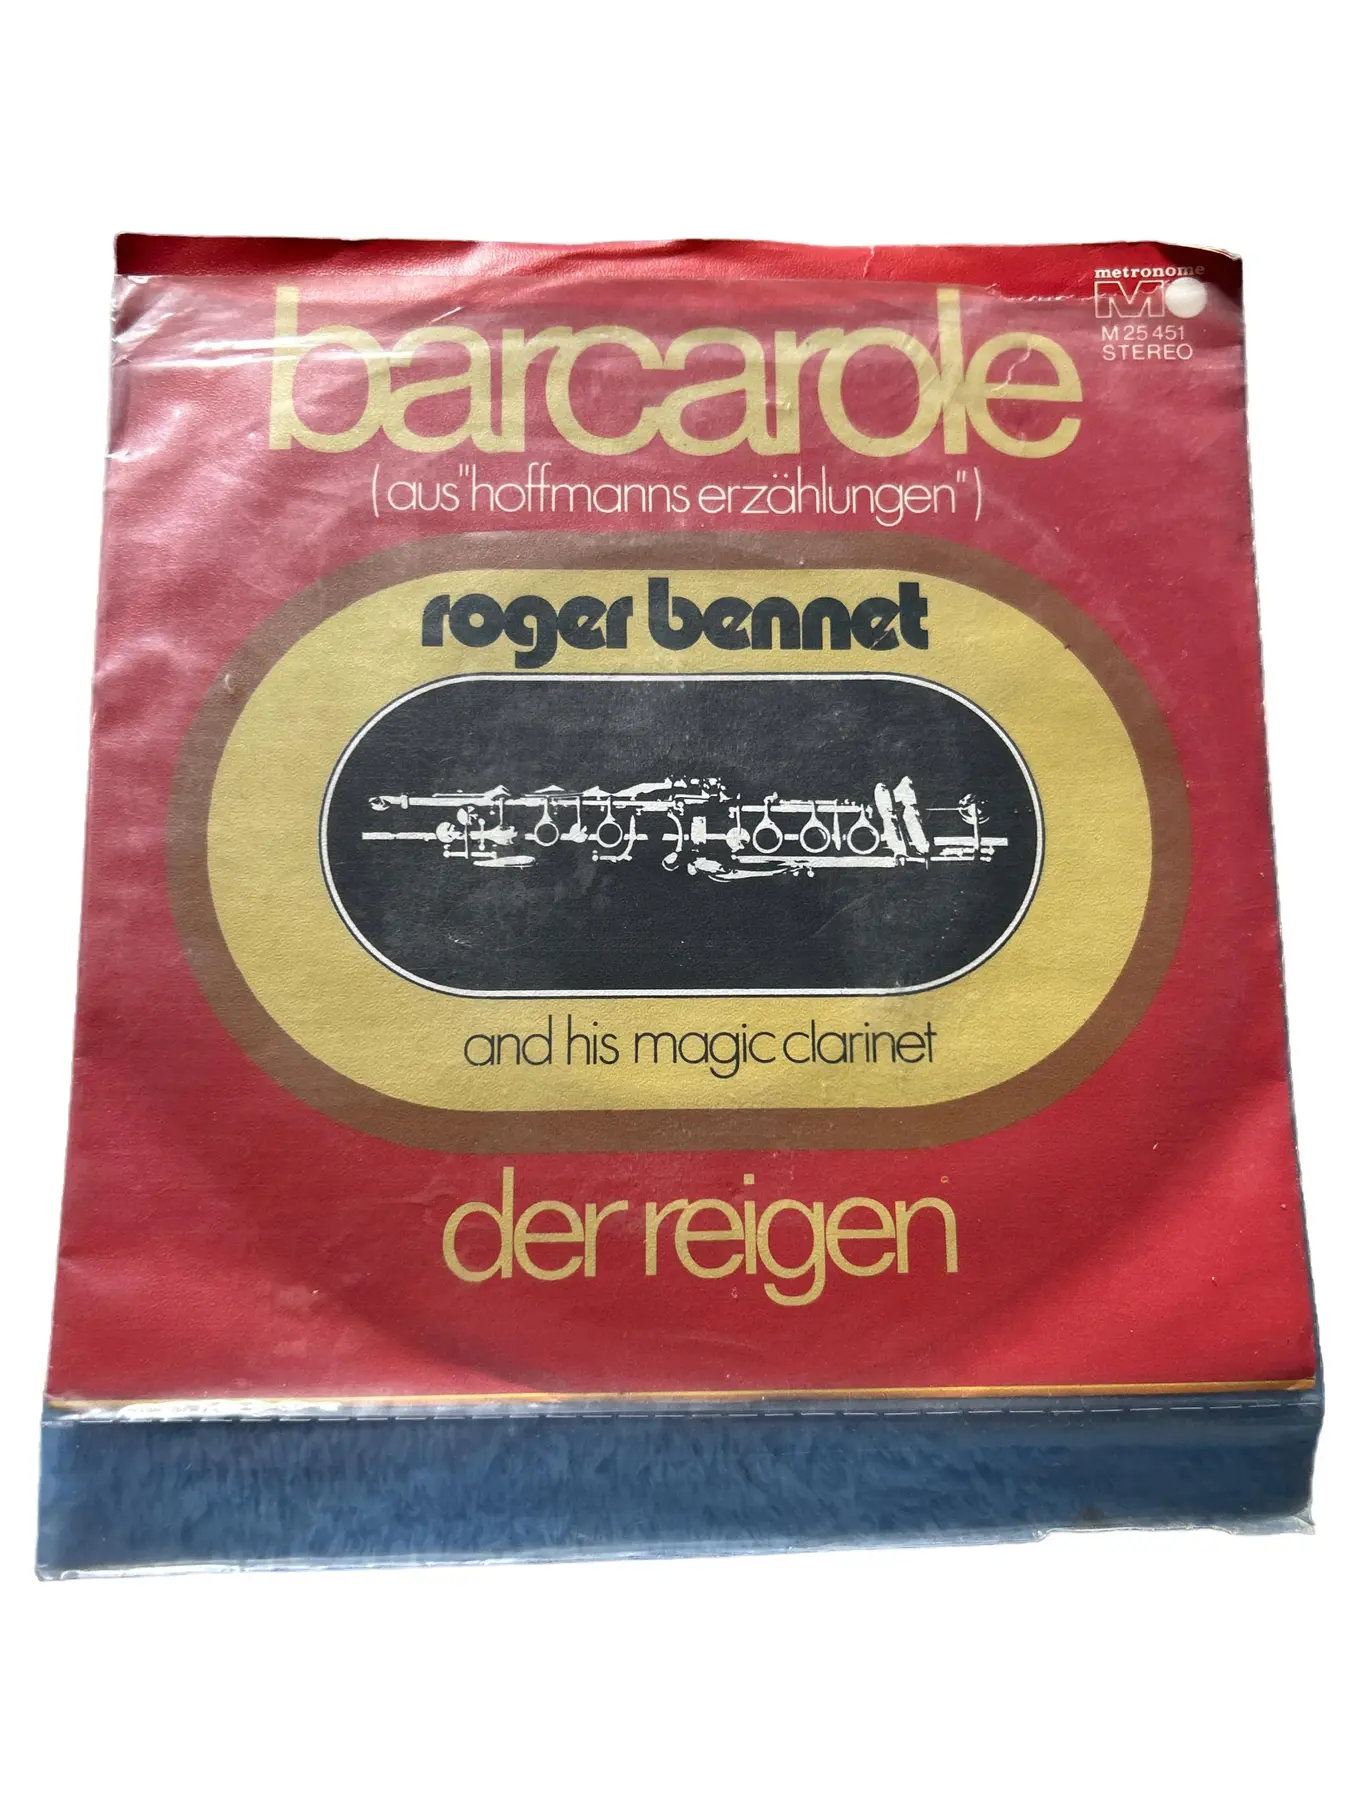 metronome
M
M 25 451
STEREO
barcarole
(aus "hoffmanns erzählungen")
roger bennet
and his magic clarinet
der reigen